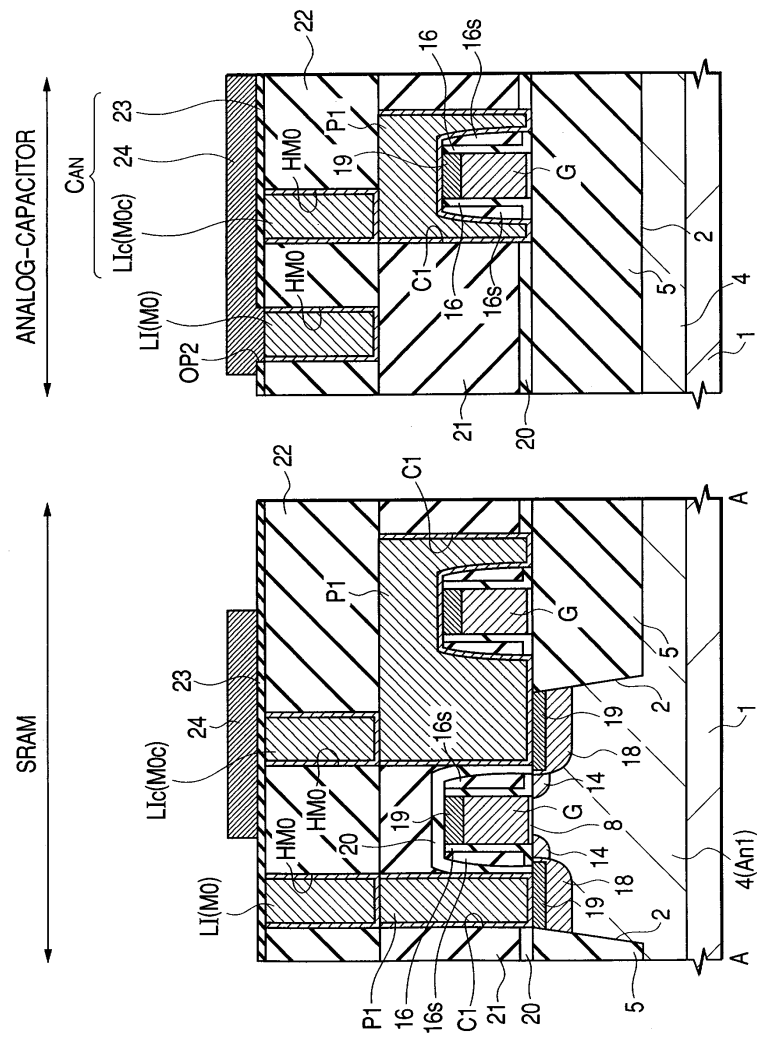 SRAM
LI(M0)
HM0
LIc(M0c)
HM0
24
23
22
P1
16
16s
C1
21
20
5
20
19
16s
P1
C1
G
G
8
14
14
18
18
19
19
2
2
5
4(An1)
1
A
A
ANALOG-CAPACITOR
CAN
OP2
LI(M0)
HM0
LIc(M0c)
HM0
24
23
22
P1
19
16
16s
C1
16
16s
G
21
20
5
2
4
1